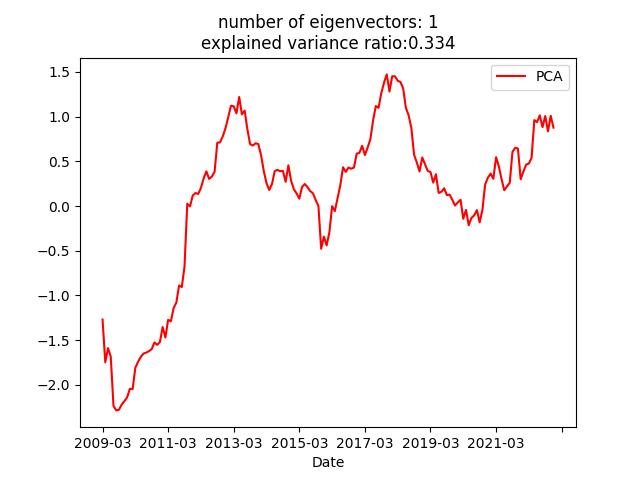 number of eigenvectors: 1
explained variance ratio:0.334
PCA
1.5
1.0
0.5
0.0
−0.5
−1.0
−1.5
−2.0
2009-03 2011-03 2013-03 2015-03 2017-03 2019-03 2021-03
Date